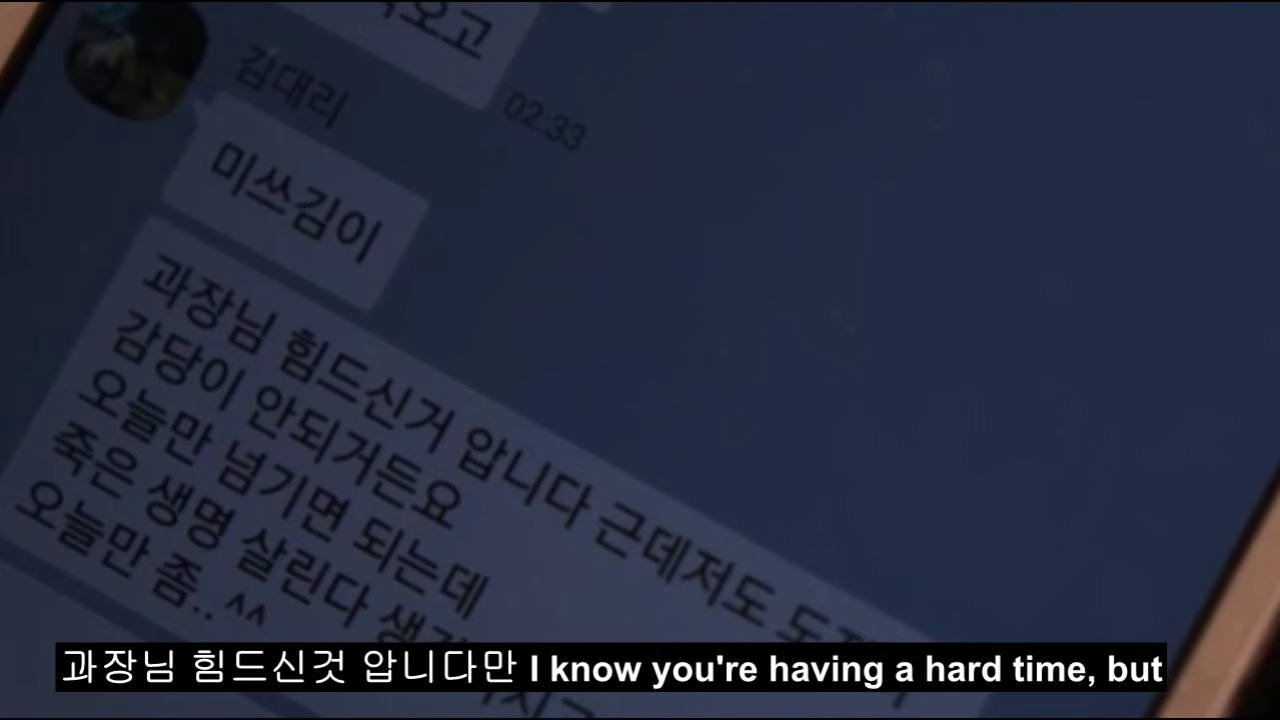 오고
김대리
02:33
미쓰김이
과장님 힘드신거 압니다 근데저도
감당이 안되거든요
오늘만 넘기면 되는데
죽은 생명 살린다
오늘만 좀.. ^^
과장님 힘드신것 압니다만 I know you're having a hard time, but